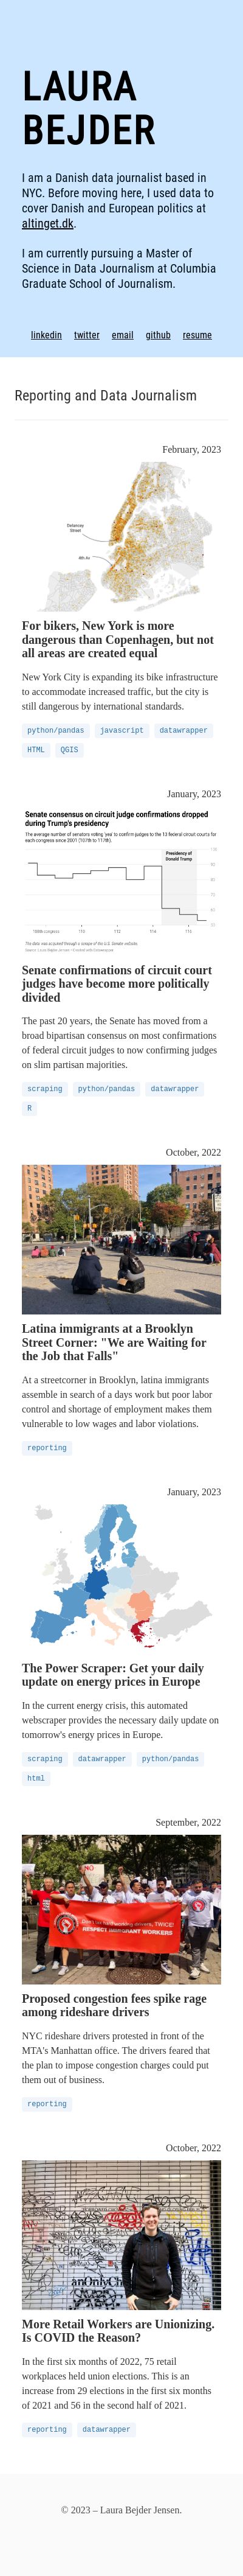 LAURA
BEJDER
I am a Danish data journalist based in
NYC. Before moving here, I used data to
cover Danish and European politics at
altinget.dk.
I am currently pursuing a Master of
Science in Data Journalism at Columbia
Graduate School of Journalism.
linkedin twitter email github resume
Reporting and Data Journalism
February, 2023
Delancey
Street
46th Av
For bikers, New York is more
dangerous than Copenhagen, but not
all areas are created equal
New York City is expanding its bike infrastructure
to accommodate increased traffic, but the city is
still dangerous by international standards.
python/pandas javascript datawrapper
HTML QGIS
January, 2023
Senate consensus on circuit judge confirmations dropped
during Trump's presidency
The average number of senators voting 'yea' to confirm judges to the 13 federal circuit courts
each congress since 2001 (107th to 117th).
Presidency of
Donald Trump
Senate confirmations of circuit court
judges have become more politically
divided
The past 20 years, the Senate has moved from a
broad bipartisan consensus on most confirmations
of federal circuit judges to now confirming judges
on slim partisan margins.
scraping python/pandas datawrapper
R
October, 2022
Latina immigrants at a Brooklyn
Street Corner: "We are Waiting for
the Job that Falls"
At a streetcorner in Brooklyn, latina immigrants
assemble in search of a days work but poor labor
control and shortage of employment makes them
vulnerable to low wages and labor violations.
reporting
January, 2023
The Power Scraper: Get your daily
update on energy prices in Europe
In the current energy crisis, this automated
webscraper provides the necessary daily update on
tomorrow's energy prices in Europe.
scraping datawrapper python/pandas
html
September, 2022
NO
TWICE!
RESPECT IMMIGRANT WORKERS
Proposed congestion fees spike rage
among rideshare drivers
NYC rideshare drivers protested in front of the
MTA's Manhattan office. The drivers feared that
the plan to impose congestion charges could put
them out of business.
reporting
October, 2022
More Retail Workers are Unionizing.
Is COVID the Reason?
In the first six months of 2022, 75 retail
workplaces held union elections. This is an
increase from 29 elections in the first six months
of 2021 and 56 in the second half of 2021.
reporting datawrapper
© 2023 – Laura Bejder Jensen.